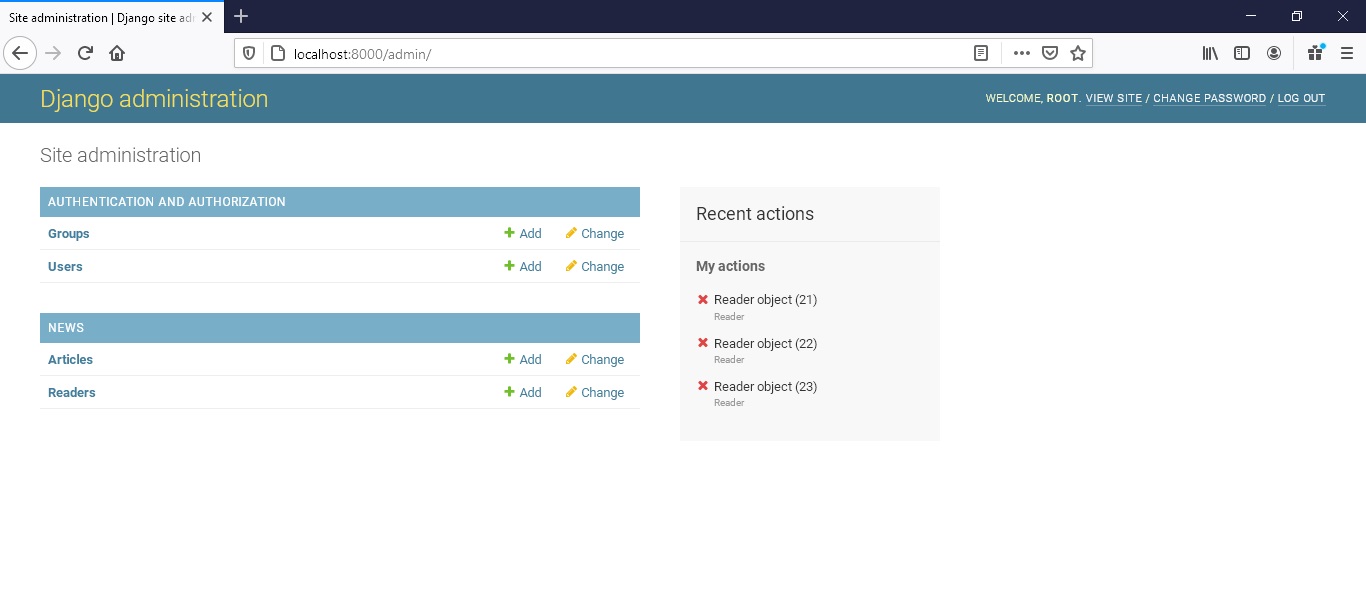 Site administration | Django site adr
localhost:8000/admin/
Django administration
WELCOME, ROOT. VIEW SITE / CHANGE PASSWORD / LOG OUT
Site administration
AUTHENTICATION AND AUTHORIZATION
Groups Add Change
Users Add Change
NEWS
Articles Add Change
Readers Add Change
Recent actions
My actions
Reader object (21)
Reader
Reader object (22)
Reader
Reader object (23)
Reader